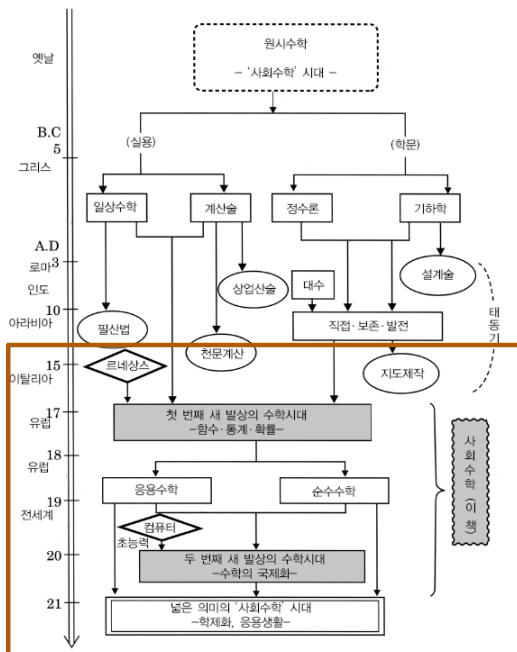 옛날
원시수학
- '사회수학' 시대 -
B.C
5
그리스
(실용)
(학문)
일상수학
계산술
정수론
기하학
A.D
3
로마
인도
10
아라비아
상업산술
대수
설계술
필산법
천문계산
직접·보존·발전
태동기
15
이탈리아
르네상스
지도제작
17
유럽
첫 번째 새 발상의 수학시대
-함수·통계·확률-
18
유럽
응용수학
순수수학
19
전세계
컴퓨터
초능력
20
두 번째 새 발상의 수학시대
-수학의 국제화-
21
넓은 의미의 '사회수학' 시대
-학제화, 응용생활-
사회수학 (이 책)